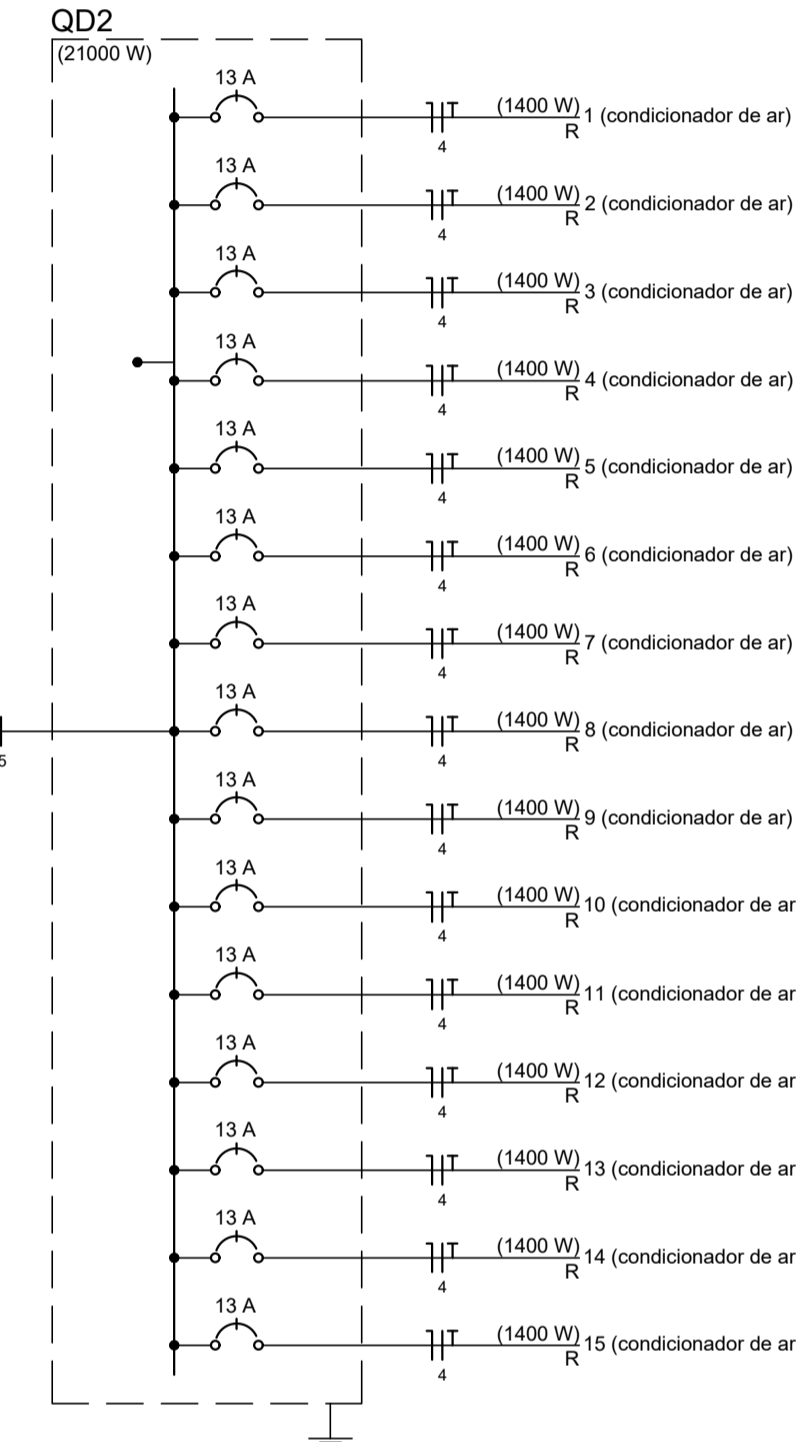 QD2
(21000 W)
13 A
(1400 W) 1 (condicionador de ar)
T
R
4
13 A
(1400 W) 2 (condicionador de ar)
T
R
4
13 A
(1400 W) 3 (condicionador de ar)
T
R
4
13 A
(1400 W) 4 (condicionador de ar)
T
R
4
13 A
(1400 W) 5 (condicionador de ar)
T
R
4
13 A
(1400 W) 6 (condicionador de ar)
T
R
4
13 A
(1400 W) 7 (condicionador de ar)
T
R
4
13 A
(1400 W) 8 (condicionador de ar)
T
R
5
4
13 A
(1400 W) 9 (condicionador de ar)
T
R
4
13 A
(1400 W) 10 (condicionador de ar
T
R
4
13 A
(1400 W) 11 (condicionador de ar
T
R
4
13 A
(1400 W) 12 (condicionador de ar
T
R
4
13 A
(1400 W) 13 (condicionador de ar
T
R
4
13 A
(1400 W) 14 (condicionador de ar
T
R
4
13 A
(1400 W) 15 (condicionador de ar
T
R
4